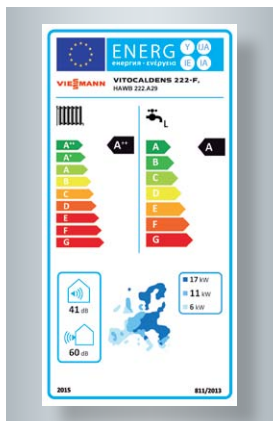 ENERG Y UA
енергия · ενέργεια IE IA
VIESMANN VITOCALDENS 222-F,
HAWB 222.A29
L
A++ A++
A+
A
B
C
D
E
F
G
A A
B
C
D
E
F
G
41 dB
60 dB
17 kW
11 kW
6 kW
2015 811/2013